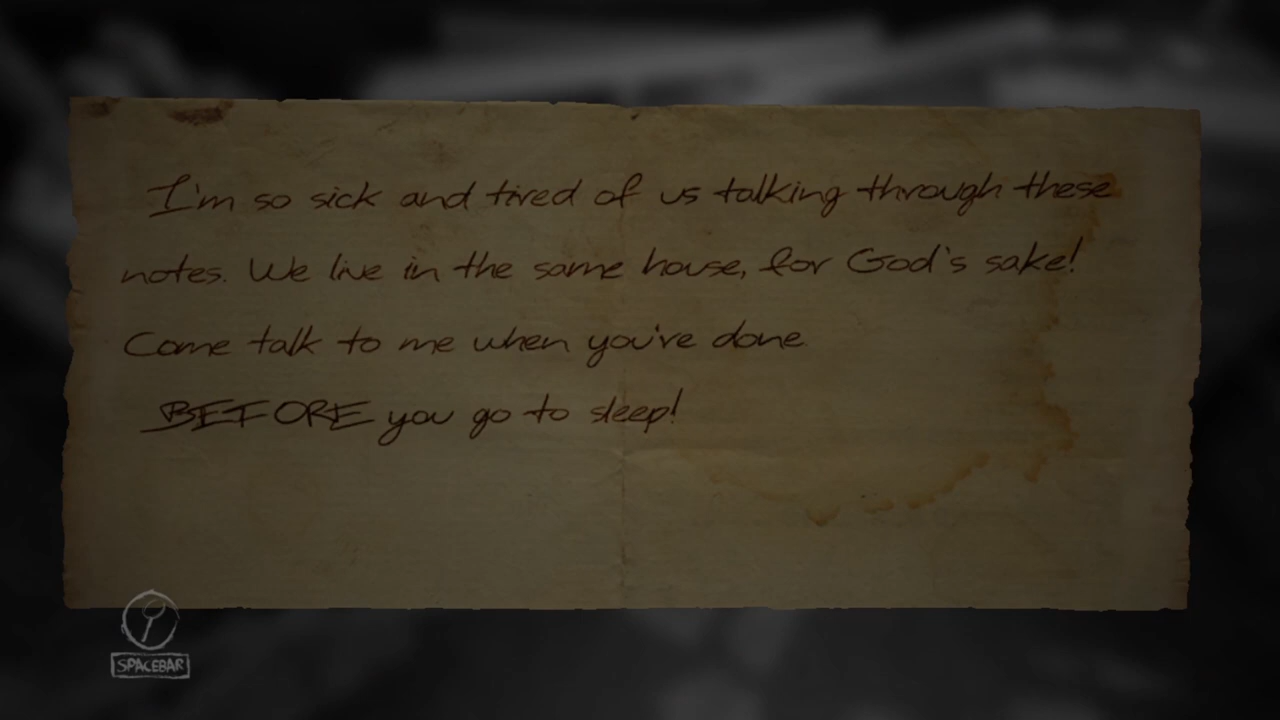 I'm so sick and tired of us talking through these
notes. We live in the same house, for God's sake!
Come talk to me when you're done.
BEFORE you go to sleep!
SPACEBAR